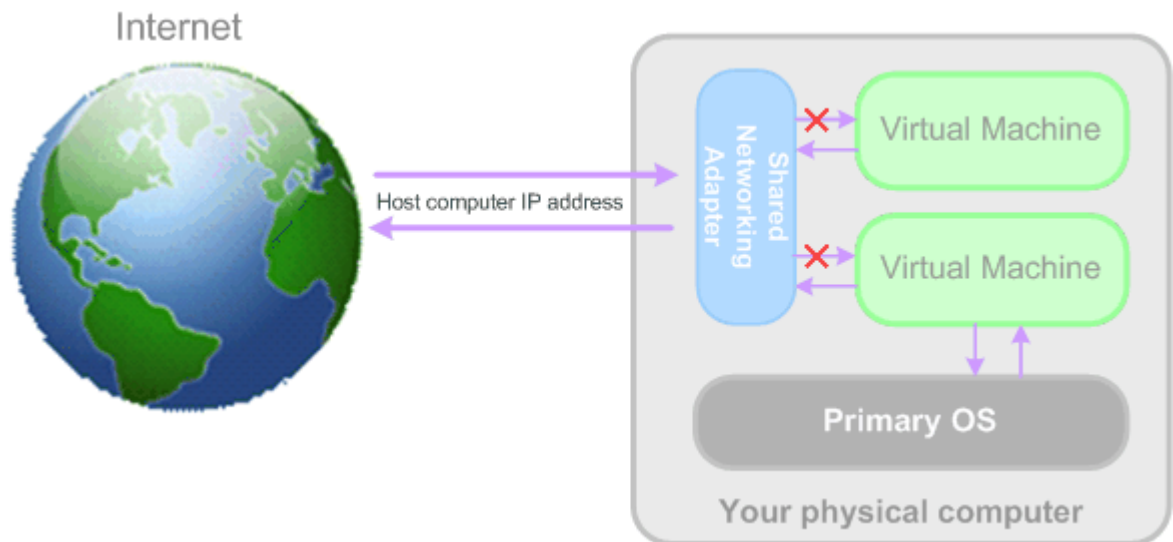 Internet
Host computer IP address
Shared
Networking
Adapter
Virtual Machine
Virtual Machine
Primary OS
Your physical computer